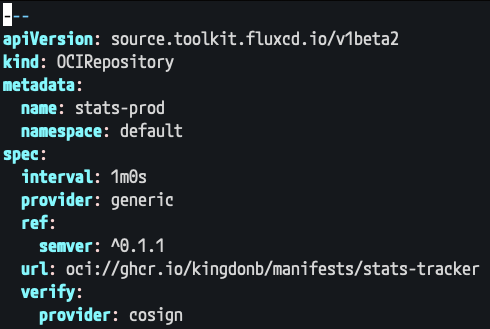 ---
apiVersion: source.toolkit.fluxcd.io/v1beta2
kind: OCIRepository
metadata:
  name: stats-prod
  namespace: default
spec:
  interval: 1m0s
  provider: generic
  ref:
    semver: ^0.1.1
  url: oci://ghcr.io/kingdonb/manifests/stats-tracker
  verify:
    provider: cosign